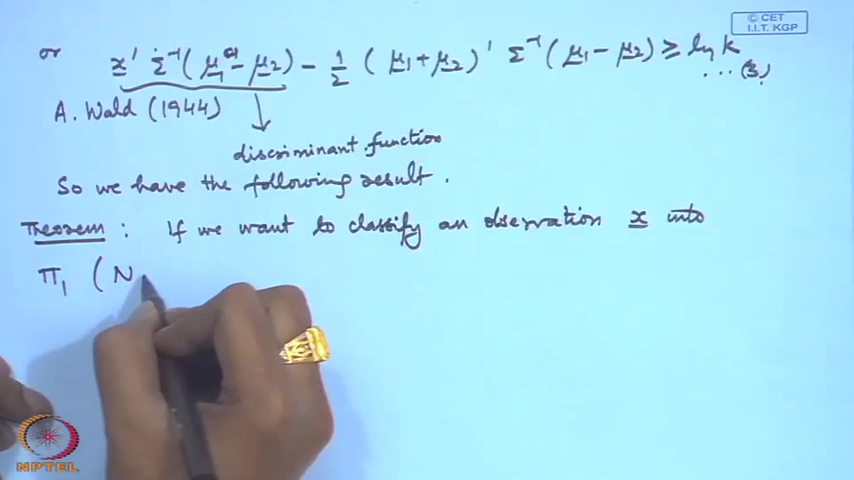 © CET
I.I.T. KGP
or x' Σ⁻¹(μ₁ - μ₂) - 1/2 (μ₁ + μ₂)' Σ⁻¹(μ₁ - μ₂) ≥ ln k
... (3)
A. Wald (1944)
discriminant function
So we have the following result.
Theorem : If we want to classify an observation x into
Π₁ (N
NPTEL